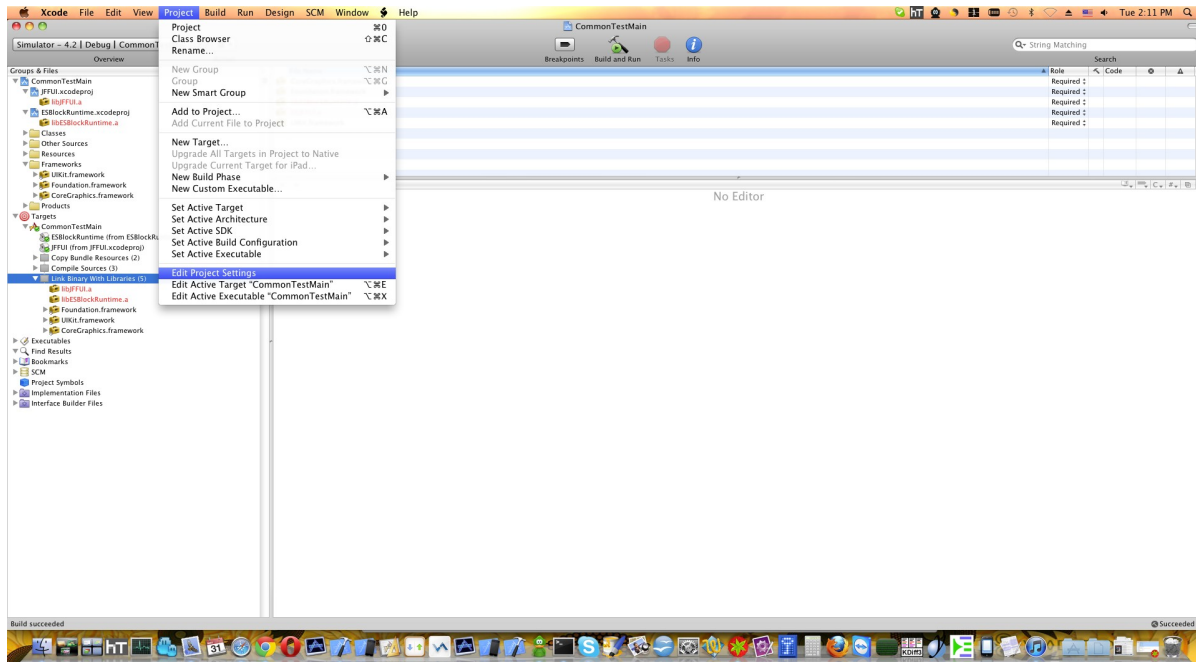 Xcode File Edit View Project Build Run Design SCM Window Help
Tue 2:11 PM
CommonTestMain
Simulator - 4.2 | Debug | CommonT
Overview
Breakpoints Build and Run Tasks Info
String Matching
Search
Groups & Files
CommonTestMain
JFFUI.xcodeproj
libJFFUI.a
ESBlockRuntime.xcodeproj
libESBlockRuntime.a
Classes
Other Sources
Resources
Frameworks
UIKit.framework
Foundation.framework
CoreGraphics.framework
Products
Targets
CommonTestMain
ESBlockRuntime (from ESBlockRu
JFFUI (from JFFUI.xcodeproj)
Copy Bundle Resources (2)
Compile Sources (3)
Link Binary With Libraries (5)
libJFFUI.a
libESBlockRuntime.a
Foundation.framework
UIKit.framework
CoreGraphics.framework
Executables
Find Results
Bookmarks
SCM
Project Symbols
Implementation Files
Interface Builder Files
Project ⌘0
Class Browser ⇧⌘C
Rename...
New Group ⌥⌘N
Group ⌥⌘G
New Smart Group
Add to Project... ⌥⌘A
Add Current File to Project
New Target...
Upgrade All Targets in Project to Native
Upgrade Current Target for iPad...
New Build Phase
New Custom Executable...
Set Active Target
Set Active Architecture
Set Active SDK
Set Active Build Configuration
Set Active Executable
Edit Project Settings
Edit Active Target “CommonTestMain” ⌥⌘E
Edit Active Executable “CommonTestMain” ⌥⌘X
Role Code
Required
Required
Required
Required
Required
No Editor
Build succeeded
Succeeded